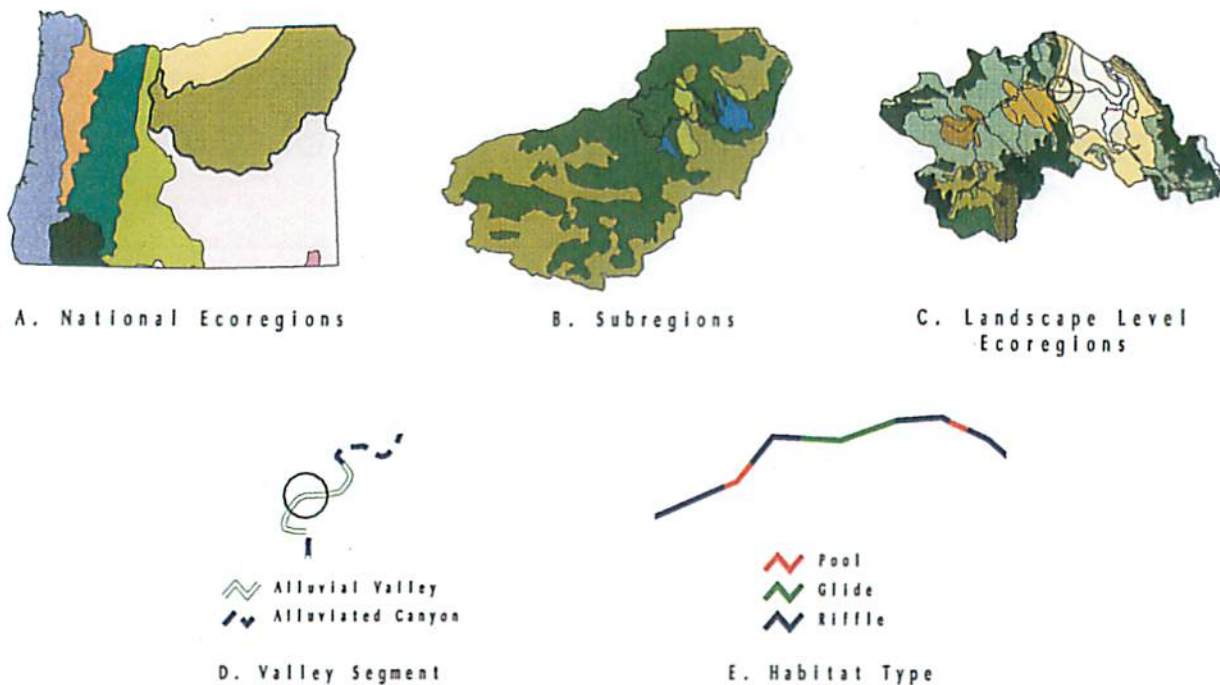 A. National Ecoregions
B. Subregions
C. Landscape Level
Ecoregions
Alluvial Valley
Alluviated Canyon
D. Valley Segment
Pool
Glide
Riffle
E. Habitat Type